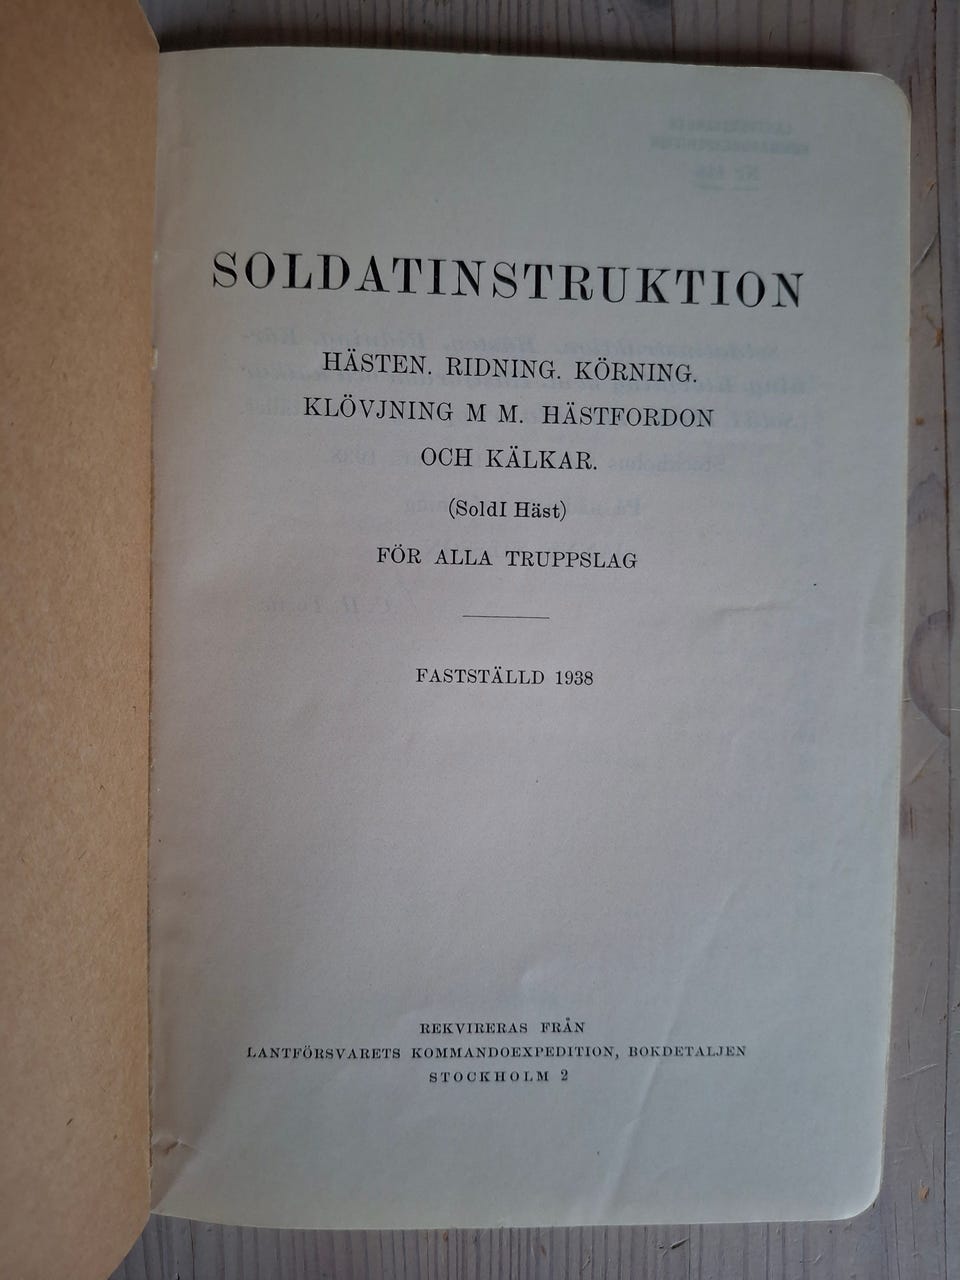 SOLDATINSTRUKTION
HÄSTEN. RIDNING. KÖRNING.
KLÖVJNING M M. HÄSTFORDON
OCH KÄLKAR.
(SoldI Häst)
FÖR ALLA TRUPPSLAG
FASTSTÄLLD 1938
REKVIRERAS FRÅN
LANTFÖRSVARETS KOMMANDOEXPEDITION, BOKDETALJEN
STOCKHOLM 2